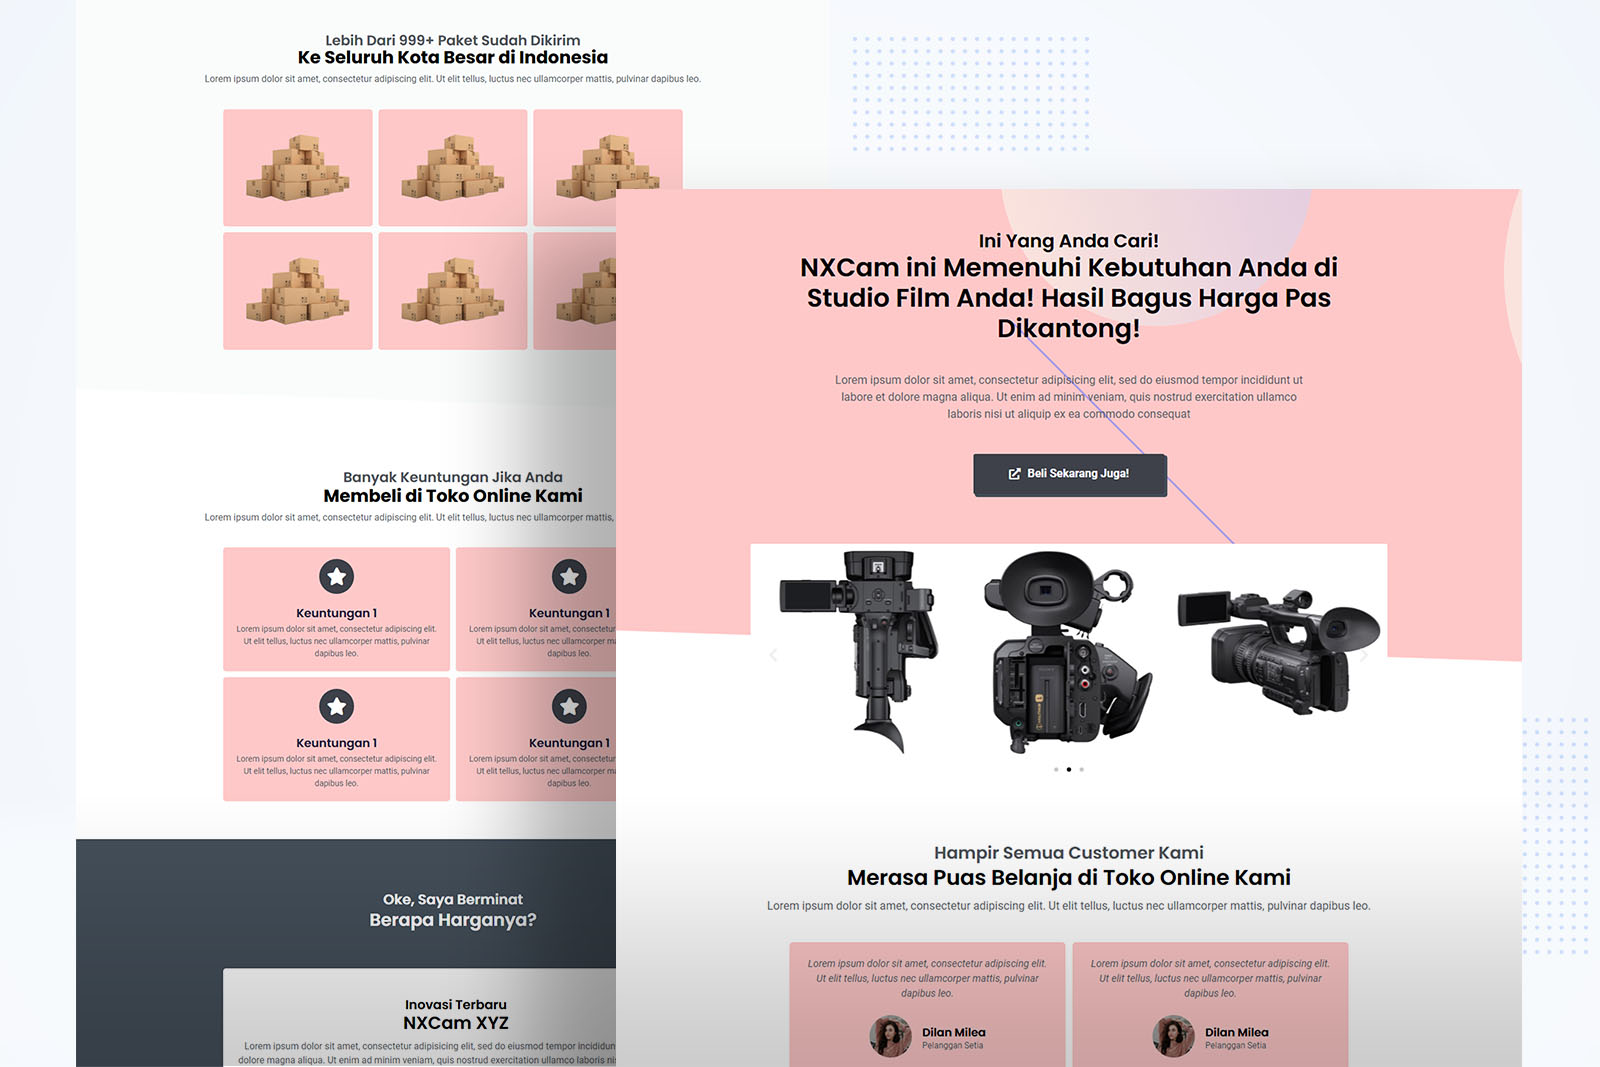 Lebih Dari 999+ Paket Sudah Dikirim
Ke Seluruh Kota Besar di Indonesia
Lorem ipsum dolor sit amet, consectetur adipiscing elit. Ut elit tellus, luctus nec ullamcorper mattis, pulvinar dapibus leo.
Banyak Keuntungan Jika Anda
Membeli di Toko Online Kami
Lorem ipsum dolor sit amet, consectetur adipiscing elit. Ut elit tellus, luctus nec ullamcorper mattis,
Keuntungan 1
Lorem ipsum dolor sit amet, consectetur adipiscing elit.
Ut elit tellus, luctus nec ullamcorper mattis, pulvinar
dapibus leo.
Keuntungan 1
Lorem ipsum dolor sit amet, consectetur
Ut elit tellus, luctus nec ullamcorper mattis,
dapibus leo.
Keuntungan 1
Lorem ipsum dolor sit amet, consectetur adipiscing elit.
Ut elit tellus, luctus nec ullamcorper mattis, pulvinar
dapibus leo.
Keuntungan 1
Lorem ipsum dolor sit amet, consectetur
Ut elit tellus, luctus nec ullamcorper mattis,
dapibus leo.
Oke, Saya Berminat
Berapa Harganya?
Inovasi Terbaru
NXCam XYZ
Lorem ipsum dolor sit amet, consectetur adipisicing elit, sed do eiusmod tempor incididunt
dolore magna aliqua. Ut enim ad minim veniam, quis nostrud exercitation ullamco laboris nis
Ini Yang Anda Cari!
NXCam ini Memenuhi Kebutuhan Anda di
Studio Film Anda! Hasil Bagus Harga Pas
Dikantong!
Lorem ipsum dolor sit amet, consectetur adipisicing elit, sed do eiusmod tempor incididunt ut
labore et dolore magna aliqua. Ut enim ad minim veniam, quis nostrud exercitation ullamco
laboris nisi ut aliquip ex ea commodo consequat
Beli Sekarang Juga!
Hampir Semua Customer Kami
Merasa Puas Belanja di Toko Online Kami
Lorem ipsum dolor sit amet, consectetur adipiscing elit. Ut elit tellus, luctus nec ullamcorper mattis, pulvinar dapibus leo.
Lorem ipsum dolor sit amet, consectetur adipiscing elit.
Ut elit tellus, luctus nec ullamcorper mattis, pulvinar
dapibus leo.
Dilan Milea
Pelanggan Setia
Lorem ipsum dolor sit amet, consectetur adipiscing elit.
Ut elit tellus, luctus nec ullamcorper mattis, pulvinar
dapibus leo.
Dilan Milea
Pelanggan Setia